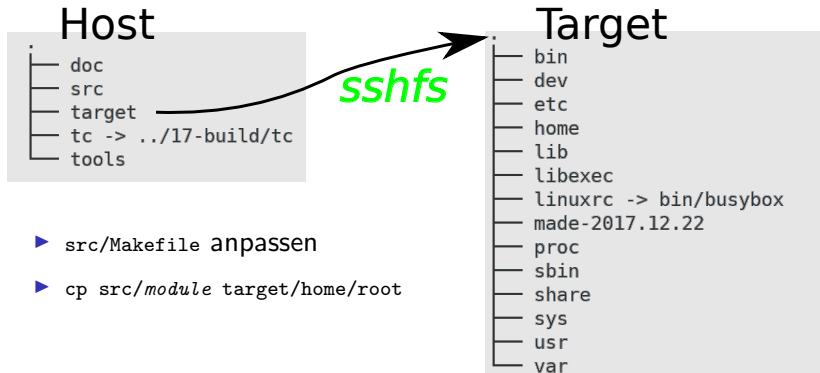 Host
.
├── doc
├── src
├── target
├── tc -> ../17-build/tc
└── tools
sshfs
▶ src/Makefile anpassen
▶ cp src/module target/home/root
Target
.
├── bin
├── dev
├── etc
├── home
├── lib
├── libexec
├── linuxrc -> bin/busybox
├── made-2017.12.22
├── proc
├── sbin
├── share
├── sys
├── usr
└── var